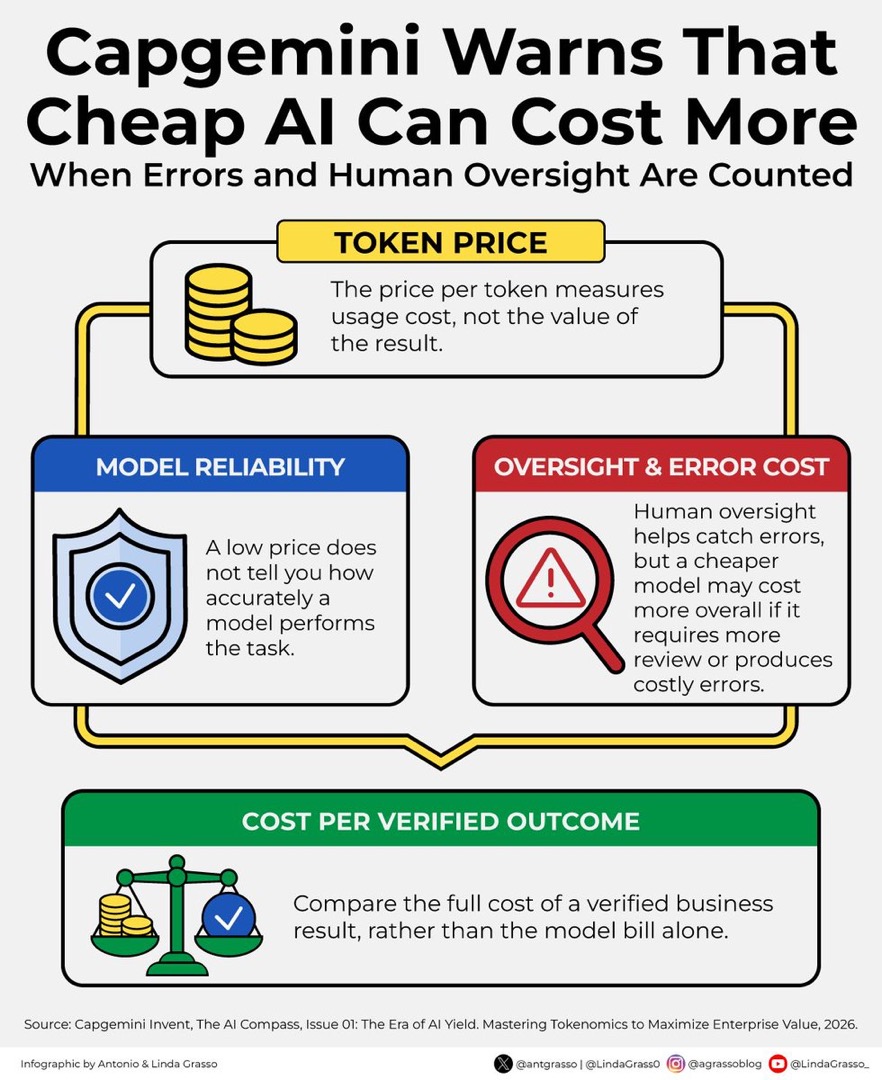 Capgemini Warns That
Cheap AI Can Cost More
When Errors and Human Oversight Are Counted
TOKEN PRICE
The price per token measures
usage cost, not the value of
the result.
MODEL RELIABILITY
A low price does
not tell you how
accurately a
model performs
the task.
OVERSIGHT & ERROR COST
Human oversight
helps catch errors,
but a cheaper
model may cost
more overall if it
requires more
review or produces
costly errors.
COST PER VERIFIED OUTCOME
Compare the full cost of a verified business
result, rather than the model bill alone.
Source: Capgemini Invent, The AI Compass, Issue 01: The Era of AI Yield. Mastering Tokenomics to Maximize Enterprise Value, 2026.
Infographic by Antonio & Linda Grasso
@antgrasso | @LindaGrass0 @agrassoblog @LindaGrasso_